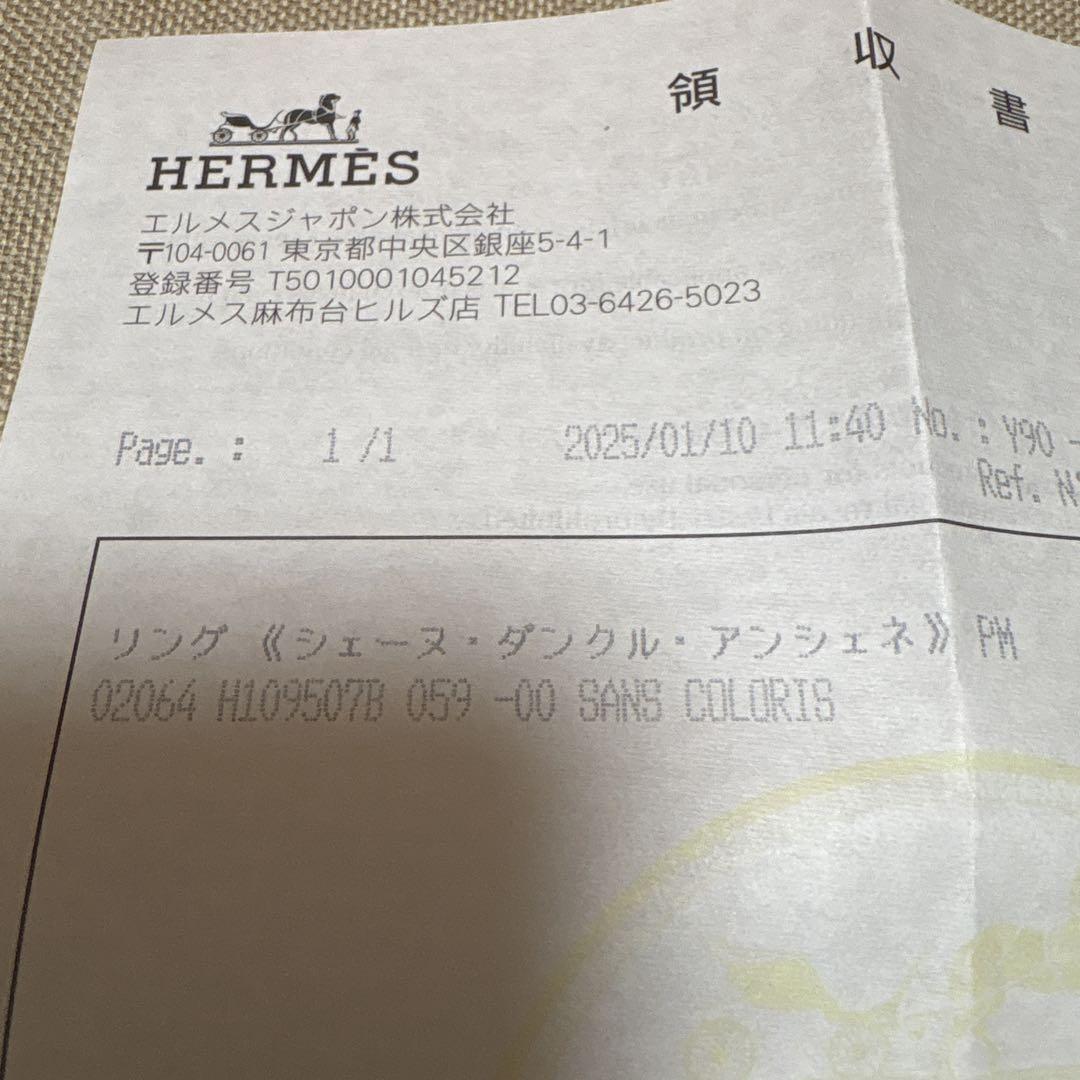 領収書
HERMÈS
エルメスジャポン株式会社
〒104-0061 東京都中央区銀座5-4-1
登録番号 T5010001045212
エルメス麻布台ヒルズ店 TEL03-6426-5023
Page. : 1 /1 2025/01/10 11:40 No. : Y90 -
Ref. N
リング 《シェーヌ・ダンクル・アンシェネ》 PM
02064 H109507B 059 -00 SANS COLORIS